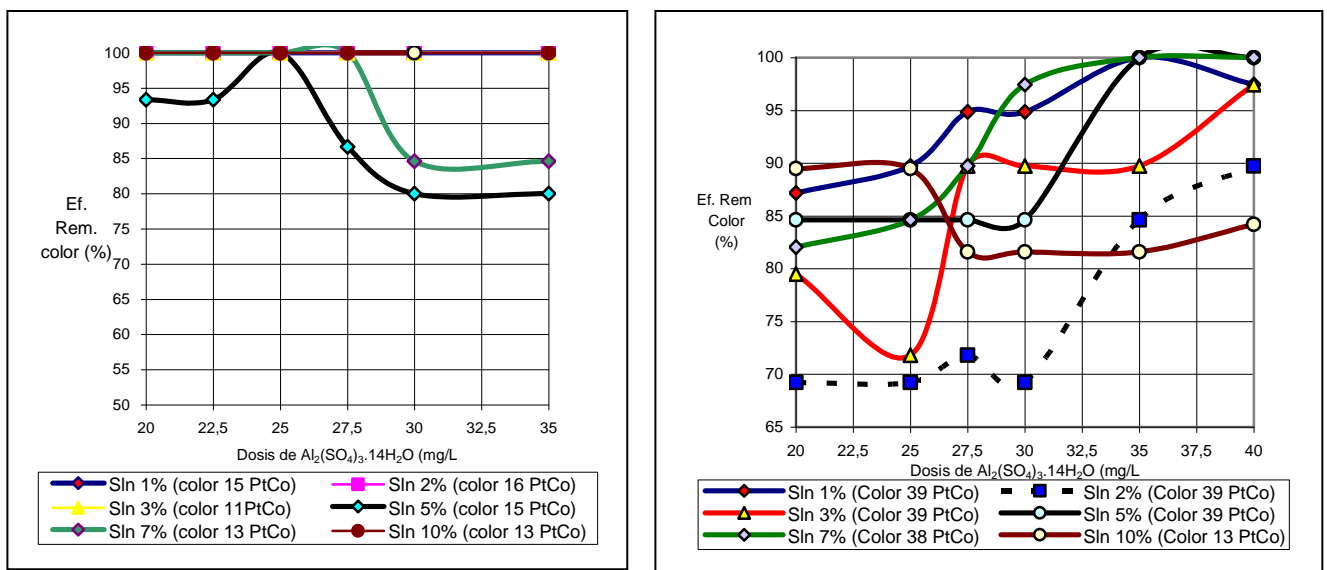 100
95
90
85
80
75
70
65
60
55
50
Ef.
Rem.
color (%)
20 22,5 25 27,5 30 32,5 35
Dosis de Al₂(SO₄)₃.14H₂O (mg/L
Sln 1% (color 15 PtCo) Sln 2% (color 16 PtCo)
Sln 3% (color 11PtCo) Sln 5% (color 15 PtCo)
Sln 7% (color 13 PtCo) Sln 10% (color 13 PtCo)
100
95
90
85
80
75
70
65
Ef. Rem
Color
(%)
20 22,5 25 27,5 30 32,5 35 37,5 40
Dosis de Al₂(SO₄)₃.14H₂O (mg/L
Sln 1% (Color 39 PtCo) Sln 2% (Color 39 PtCo)
Sln 3% (Color 39 PtCo) Sln 5% (Color 39 PtCo)
Sln 7% (Color 38 PtCo) Sln 10% (Color 13 PtCo)